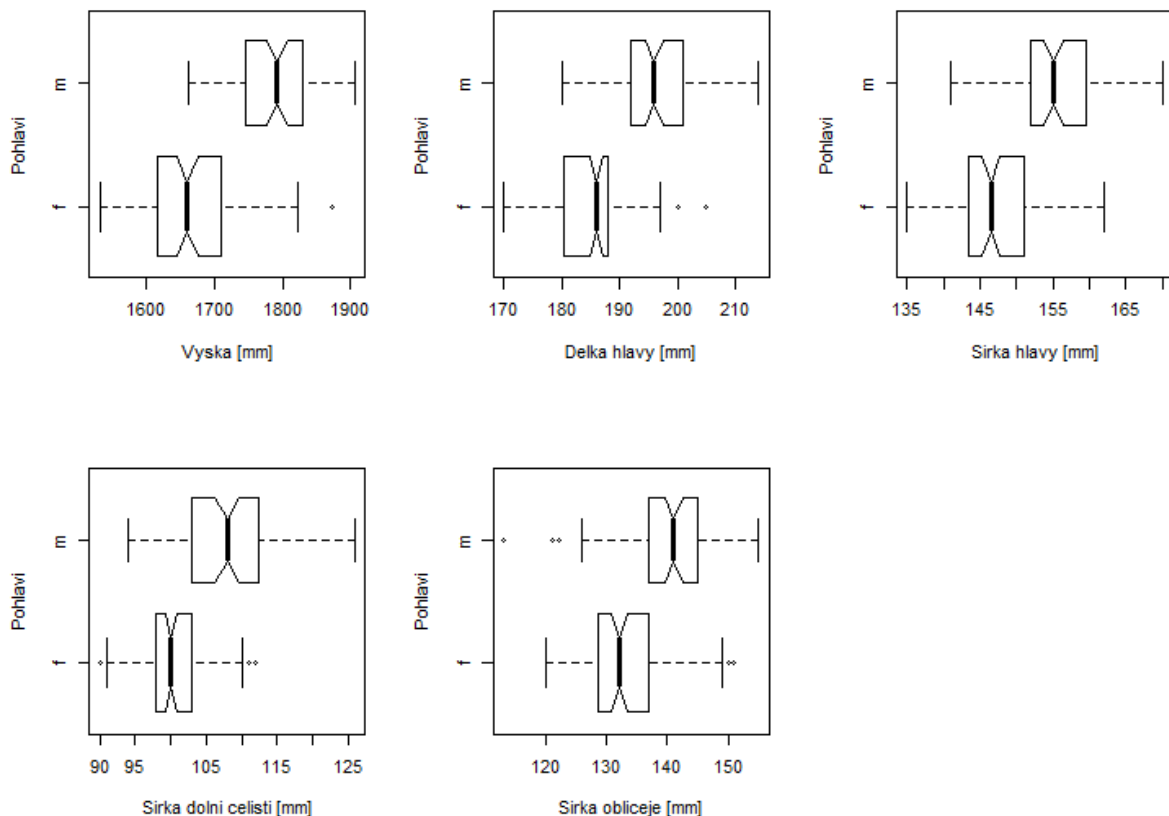 Pohlavi
m
f
1600 1700 1800 1900
Vyska [mm]
Pohlavi
m
f
170 180 190 200 210
Delka hlavy [mm]
Pohlavi
m
f
135 145 155 165
Sirka hlavy [mm]
Pohlavi
m
f
90 95 105 115 125
Sirka dolni celisti [mm]
Pohlavi
m
f
120 130 140 150
Sirka obliceje [mm]